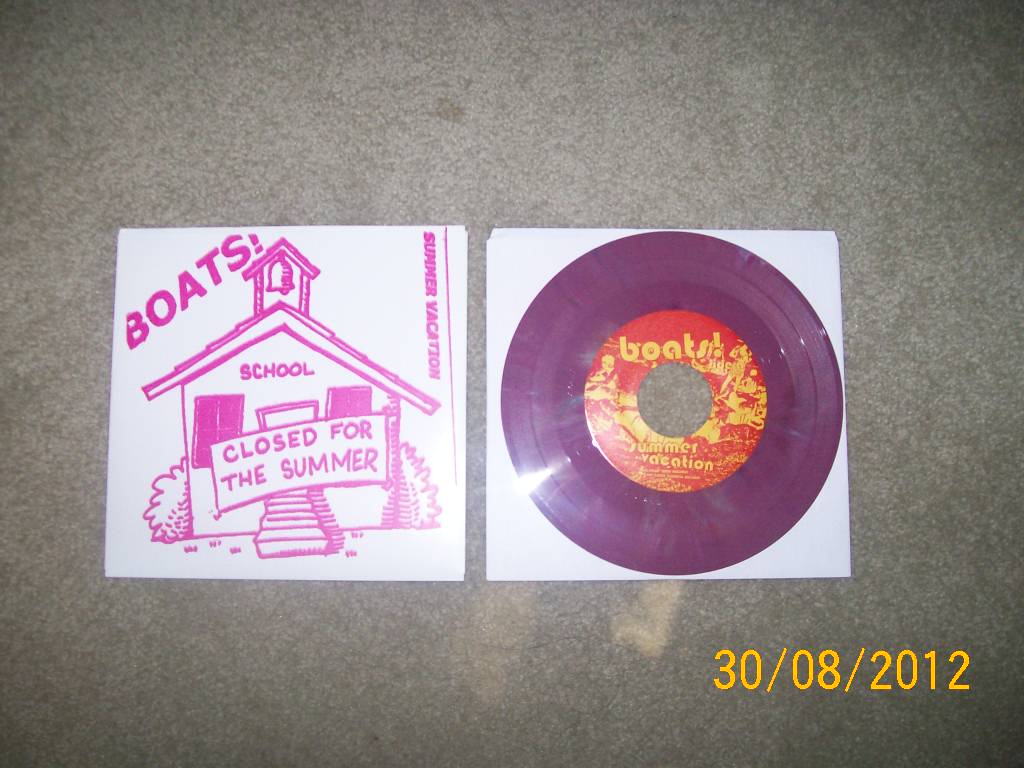 BOATS!
SUMMER VACATION
SCHOOL
CLOSED FOR
THE SUMMER
boats!
summer
vacation
30/08/2012